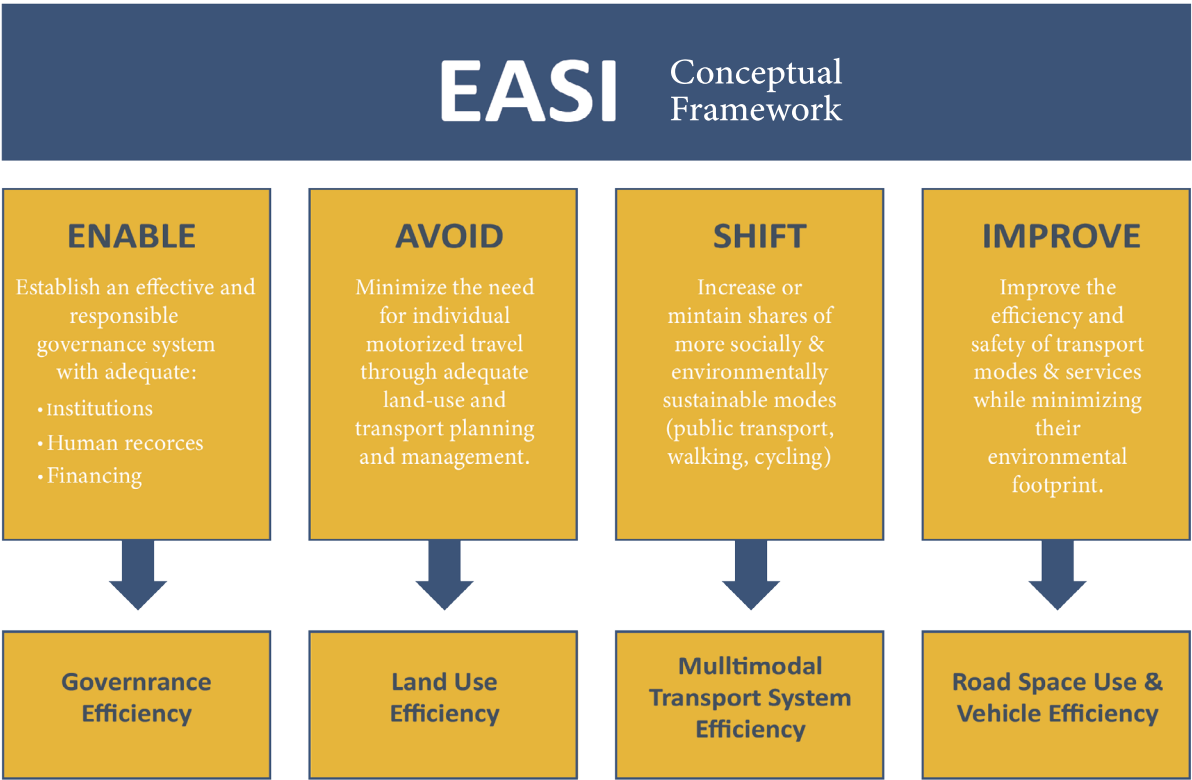 EASI
Conceptual
Framework
ENABLE
Establish an effective and
responsible
governance system
with adequate:
• Institutions
• Human recorces
• Financing
AVOID
Minimize the need
for individual
motorized travel
through adequate
land-use and
transport planning
and management.
SHIFT
Increase or
mintain shares of
more socially &
environmentally
sustainable modes
(public transport,
walking, cycling)
IMPROVE
Improve the
efficiency and
safety of transport
modes & services
while minimizing
their
environmental
footprint.
Governrance
Efficiency
Land Use
Efficiency
Mulltimodal
Transport System
Efficiency
Road Space Use &
Vehicle Efficiency